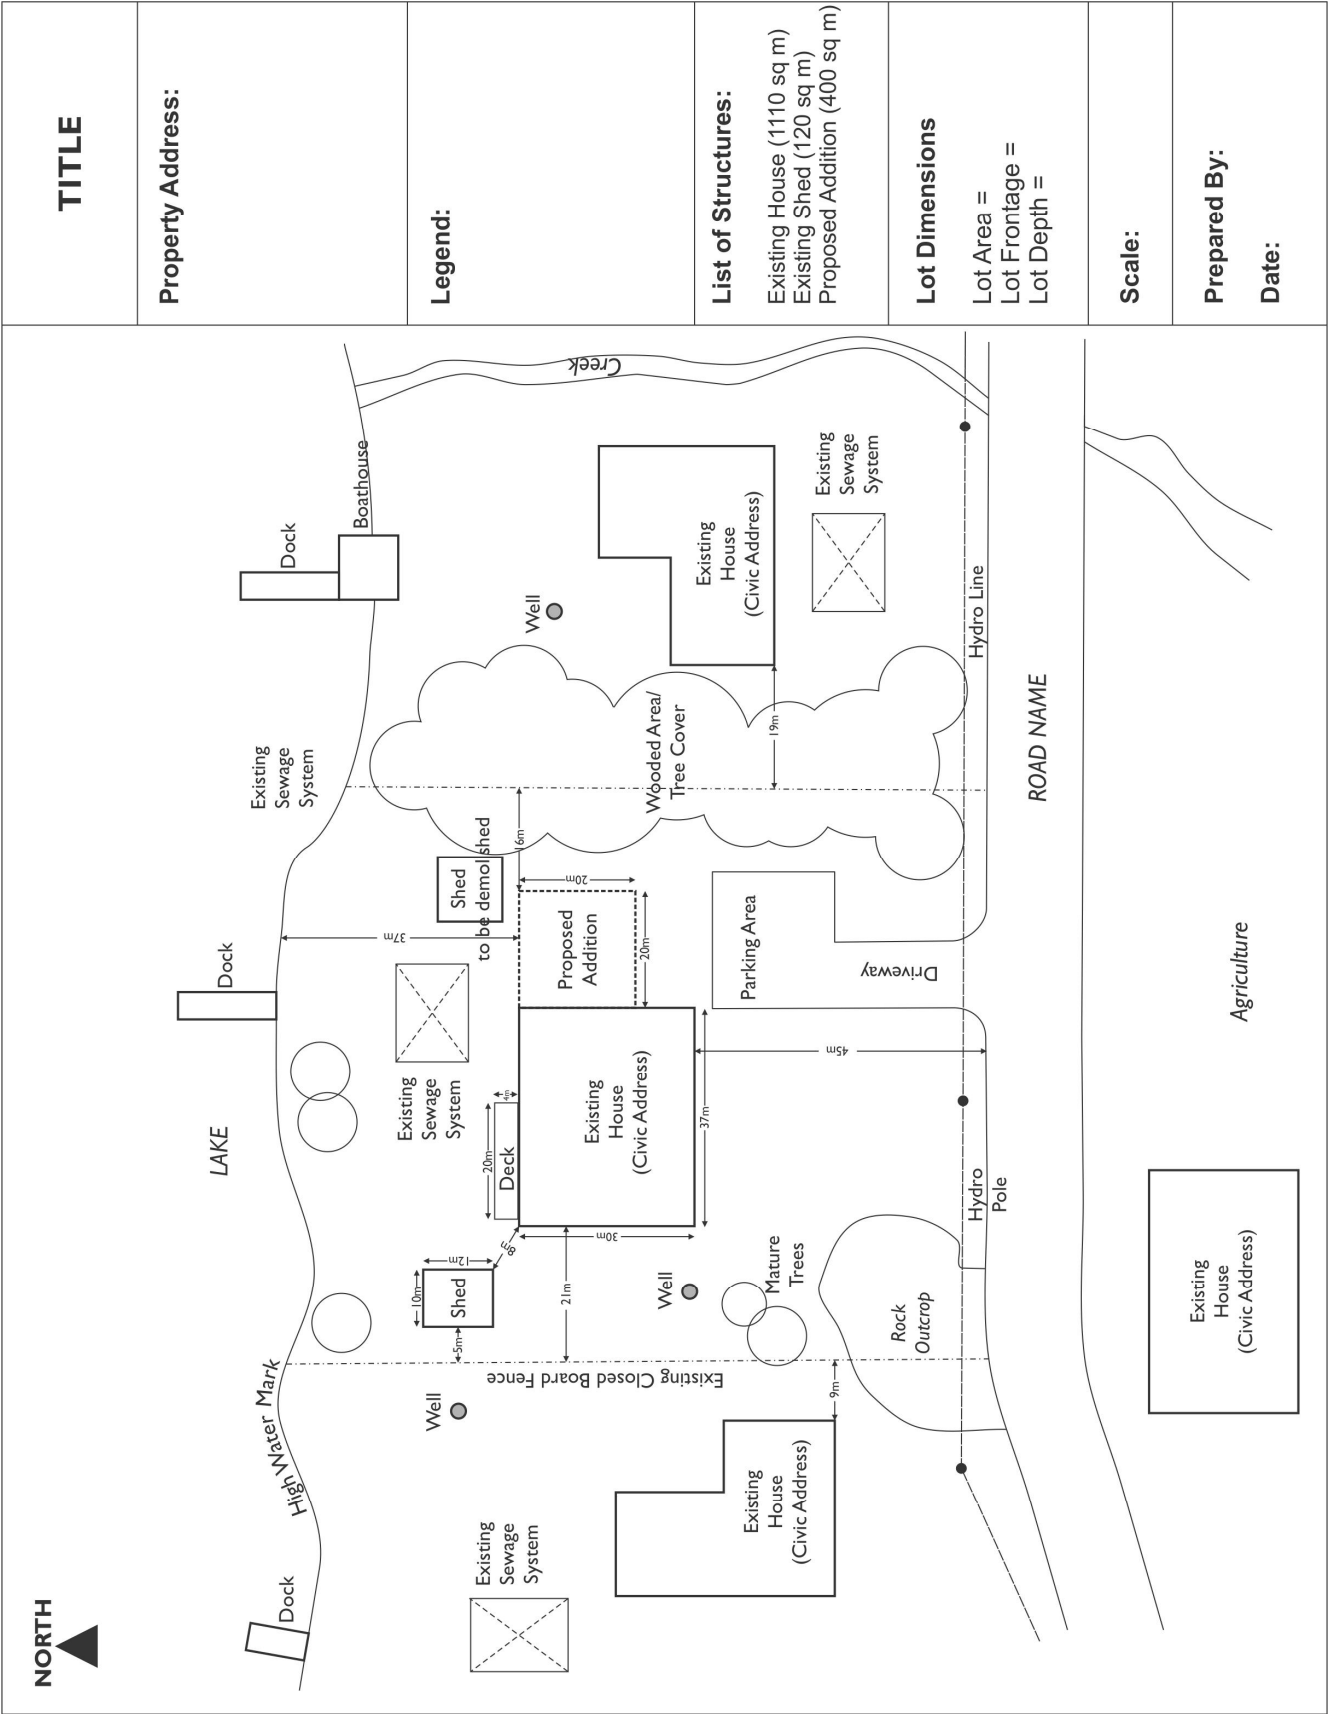 NORTH
High Water Mark
LAKE
Dock
Dock
Dock
Boathouse
Existing
Sewage
System
Existing
Sewage
System
Existing
Sewage
System
Existing
Sewage
System
Well
Well
Well
Shed
10m
12m
5m
8m
Deck
20m
4m
37m
Shed
to be demolished
16m
20m
20m
Proposed
Addition
Existing
House
(Civic Address)
30m
37m
21m
45m
Existing Closed Board Fence
9m
Existing
House
(Civic Address)
Existing
House
(Civic Address)
19m
Wooded Area/
Tree Cover
Creek
Mature
Trees
Rock
Outcrop
Parking Area
Driveway
Hydro
Pole
Hydro Line
ROAD NAME
Agriculture
Existing
House
(Civic Address)
TITLE
Property Address:
Legend:
List of Structures:
Existing House (1110 sq m)
Existing Shed (120 sq m)
Proposed Addition (400 sq m)
Lot Dimensions
Lot Area =
Lot Frontage =
Lot Depth =
Scale:
Prepared By:
Date: